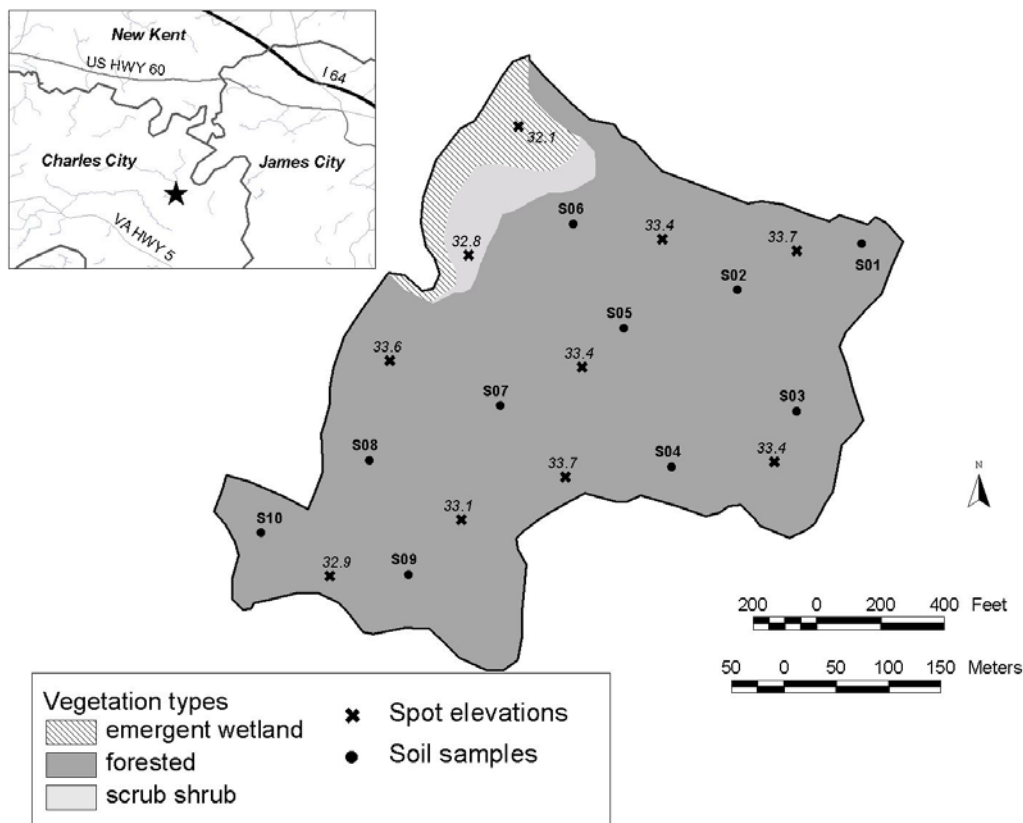 New Kent
US HWY 60
I 64
Charles City
James City
VA HWY 5
32.1
S06
32.8
33.4
33.7
S01
S02
S05
33.6
33.4
S07
S03
S08
S04
33.4
33.7
33.1
S10
32.9
S09
N
200 0 200 400 Feet
50 0 50 100 150 Meters
Vegetation types
emergent wetland
forested
scrub shrub
Spot elevations
Soil samples